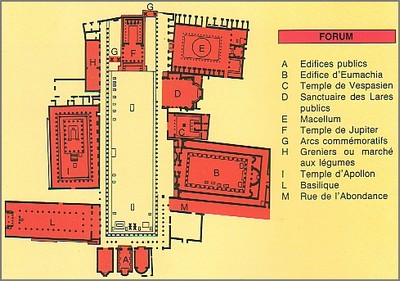 FORUM
A Edifices publics
B Edifice d'Eumachia
C Temple de Vespasien
D Sanctuaire des Lares
publics
E Macellum
F Temple de Jupiter
G Arcs commémoratifs
H Greniers ou marché
aux légumes
I Temple d'Apollon
L Basilique
M Rue de l'Abondance
G
G
F
E
H
D
C
I
B
M
L
A